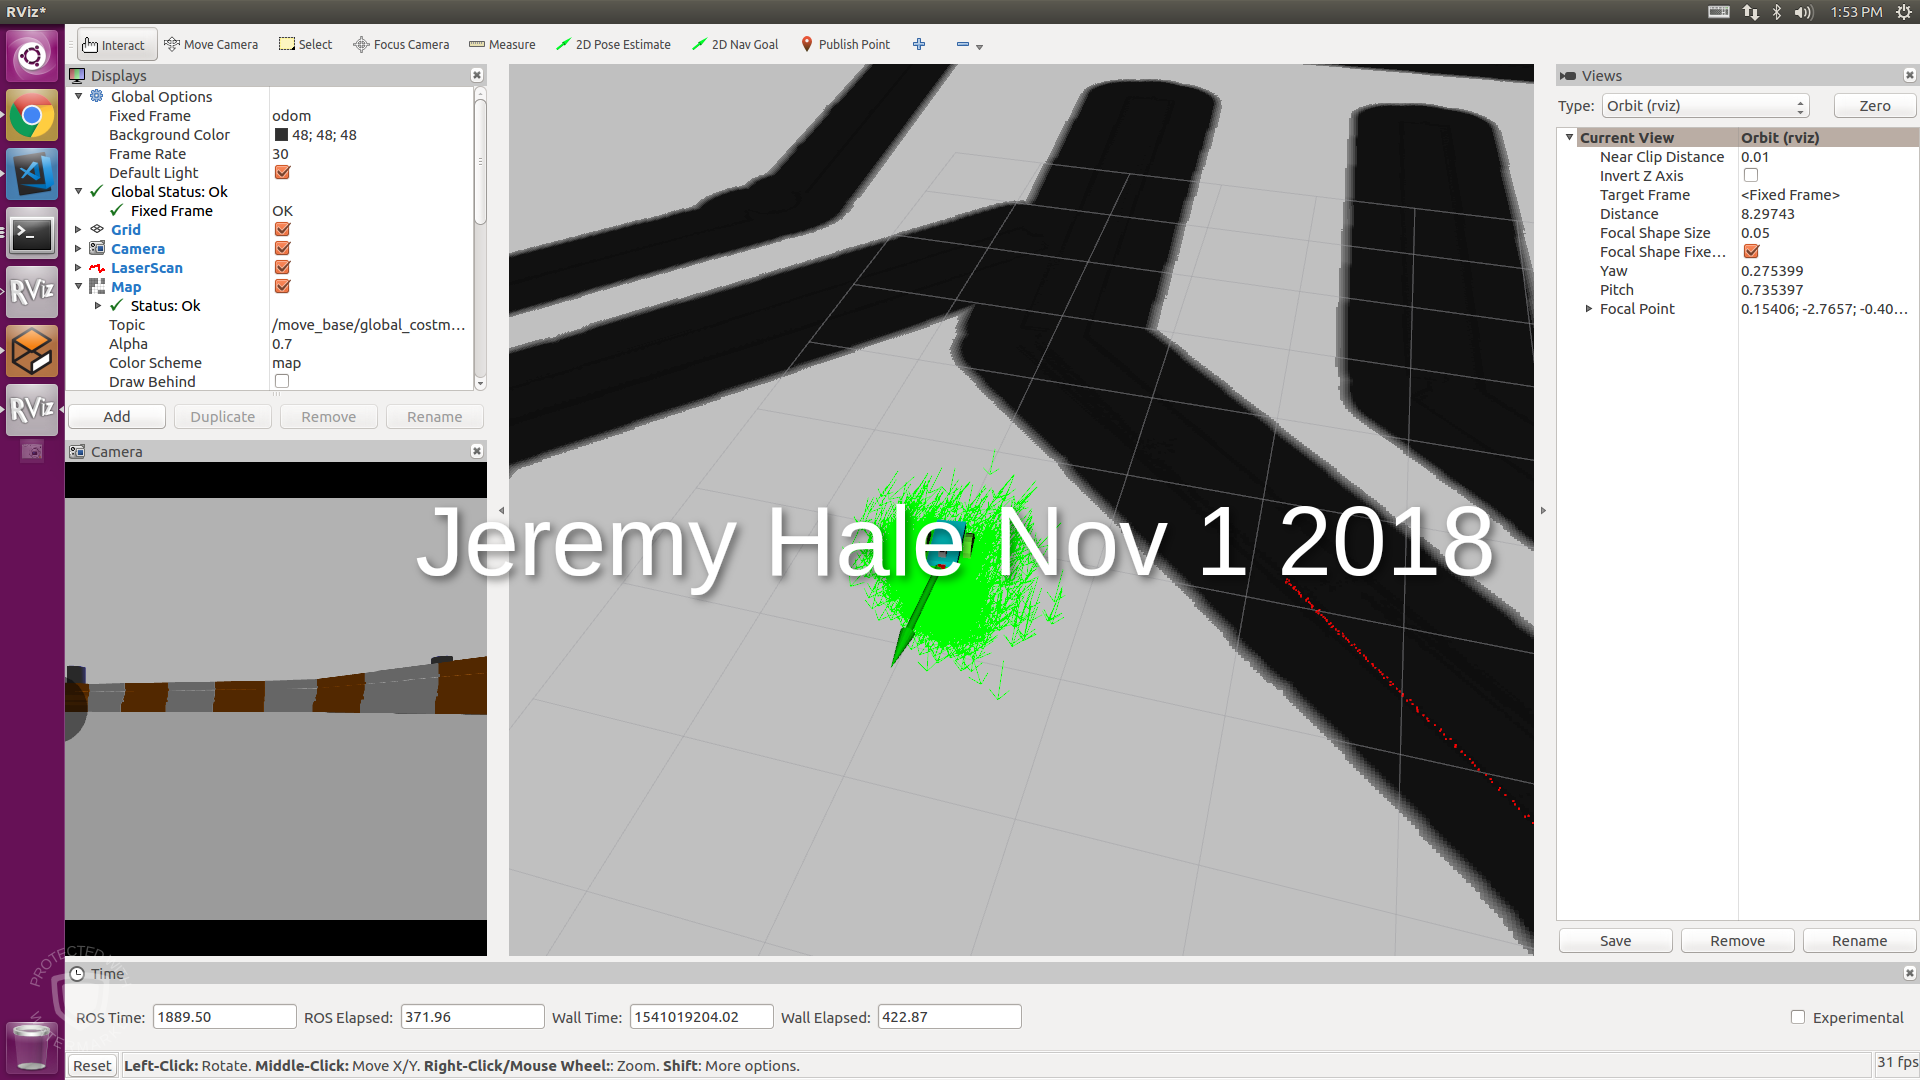 RViz*
1:53 PM
Interact
Move Camera
Select
Focus Camera
Measure
2D Pose Estimate
2D Nav Goal
Publish Point
Displays
Global Options
Fixed Frame odom
Background Color 48; 48; 48
Frame Rate 30
Default Light
Global Status: Ok
Fixed Frame OK
Grid
Camera
LaserScan
Map
Status: Ok
Topic /move_base/global_costm...
Alpha 0.7
Color Scheme map
Draw Behind
Add Duplicate Remove Rename
Camera
RViz
RViz
Jeremy Hale Nov 1 2018
Views
Type: Orbit (rviz) Zero
Current View Orbit (rviz)
Near Clip Distance 0.01
Invert Z Axis
Target Frame <Fixed Frame>
Distance 8.29743
Focal Shape Size 0.05
Focal Shape Fixe...
Yaw 0.275399
Pitch 0.735397
Focal Point 0.15406; -2.7657; -0.40...
Save Remove Rename
Time
ROS Time: 1889.50 ROS Elapsed: 371.96 Wall Time: 1541019204.02 Wall Elapsed: 422.87 Experimental
Reset Left-Click: Rotate. Middle-Click: Move X/Y. Right-Click/Mouse Wheel:: Zoom. Shift: More options. 31 fps
PROTECTED